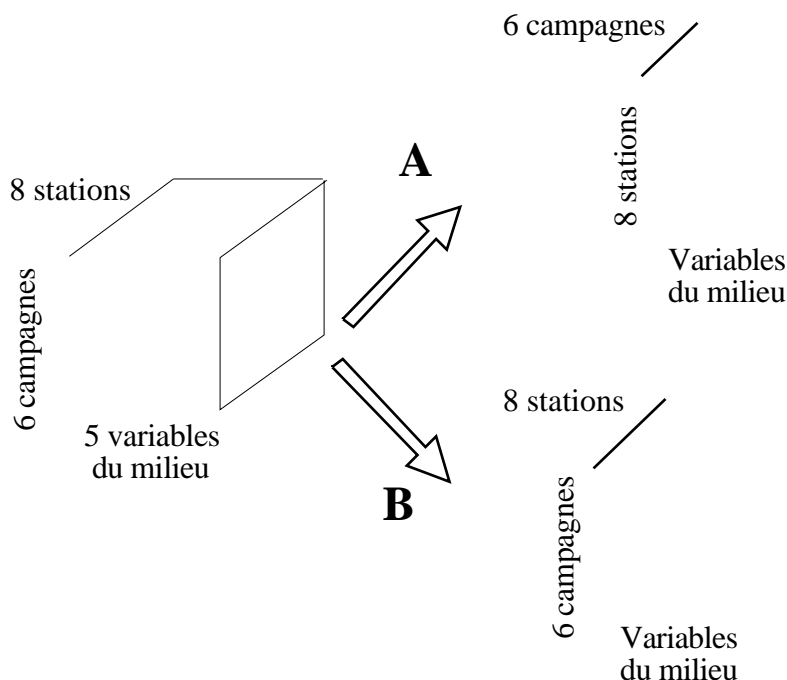 6 campagnes
8 stations
A
8 stations
6 campagnes
Variables
du milieu
5 variables
du milieu
B
8 stations
6 campagnes
Variables
du milieu